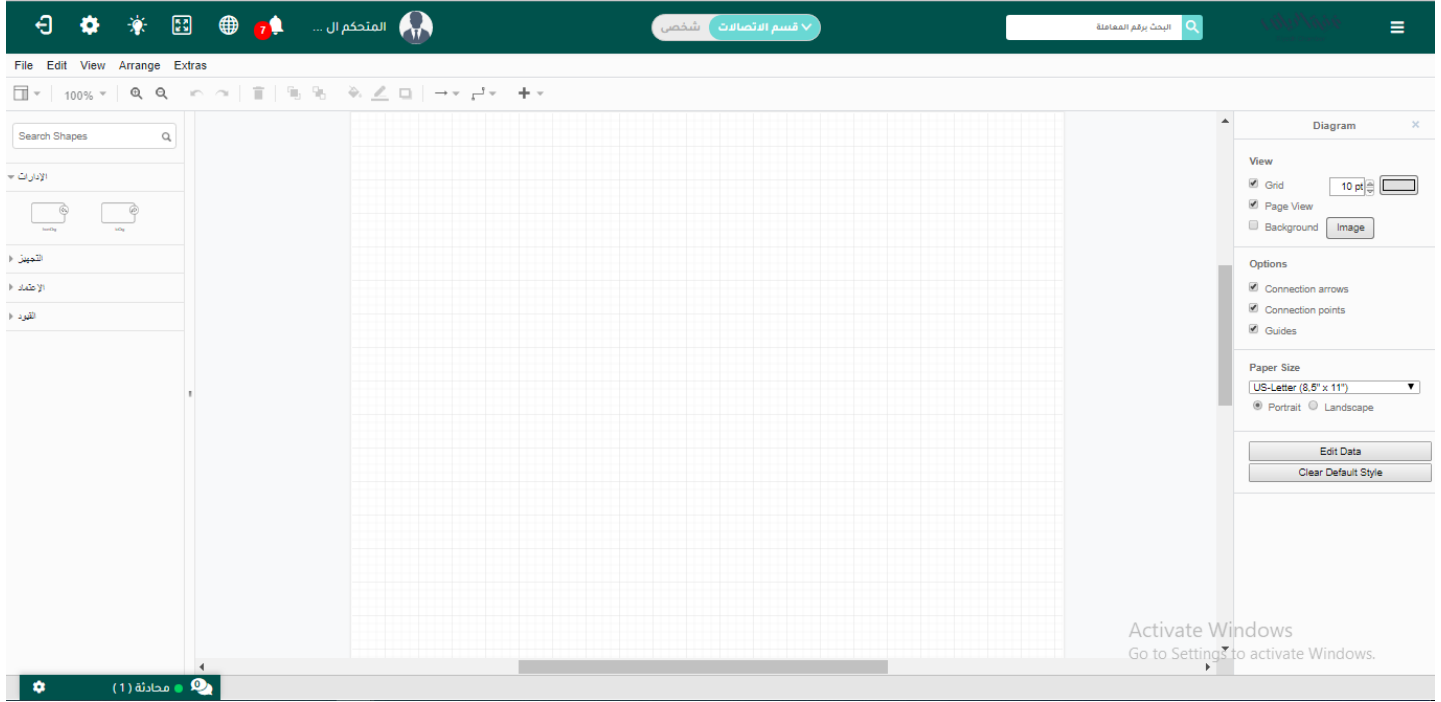 7
المتحكم ال ...
شخصي
قسم الاتصالات
البحث برقم المعاملة
File Edit View Arrange Extras
100%
Search Shapes
الإدارات
التجهيز
الإعتماد
القيود
Diagram
View
Grid
10 pt
Page View
Background
Image
Options
Connection arrows
Connection points
Guides
Paper Size
US-Letter (8,5" x 11")
Portrait
Landscape
Edit Data
Clear Default Style
Activate Windows
Go to Settings to activate Windows.
محادثة (1)
0